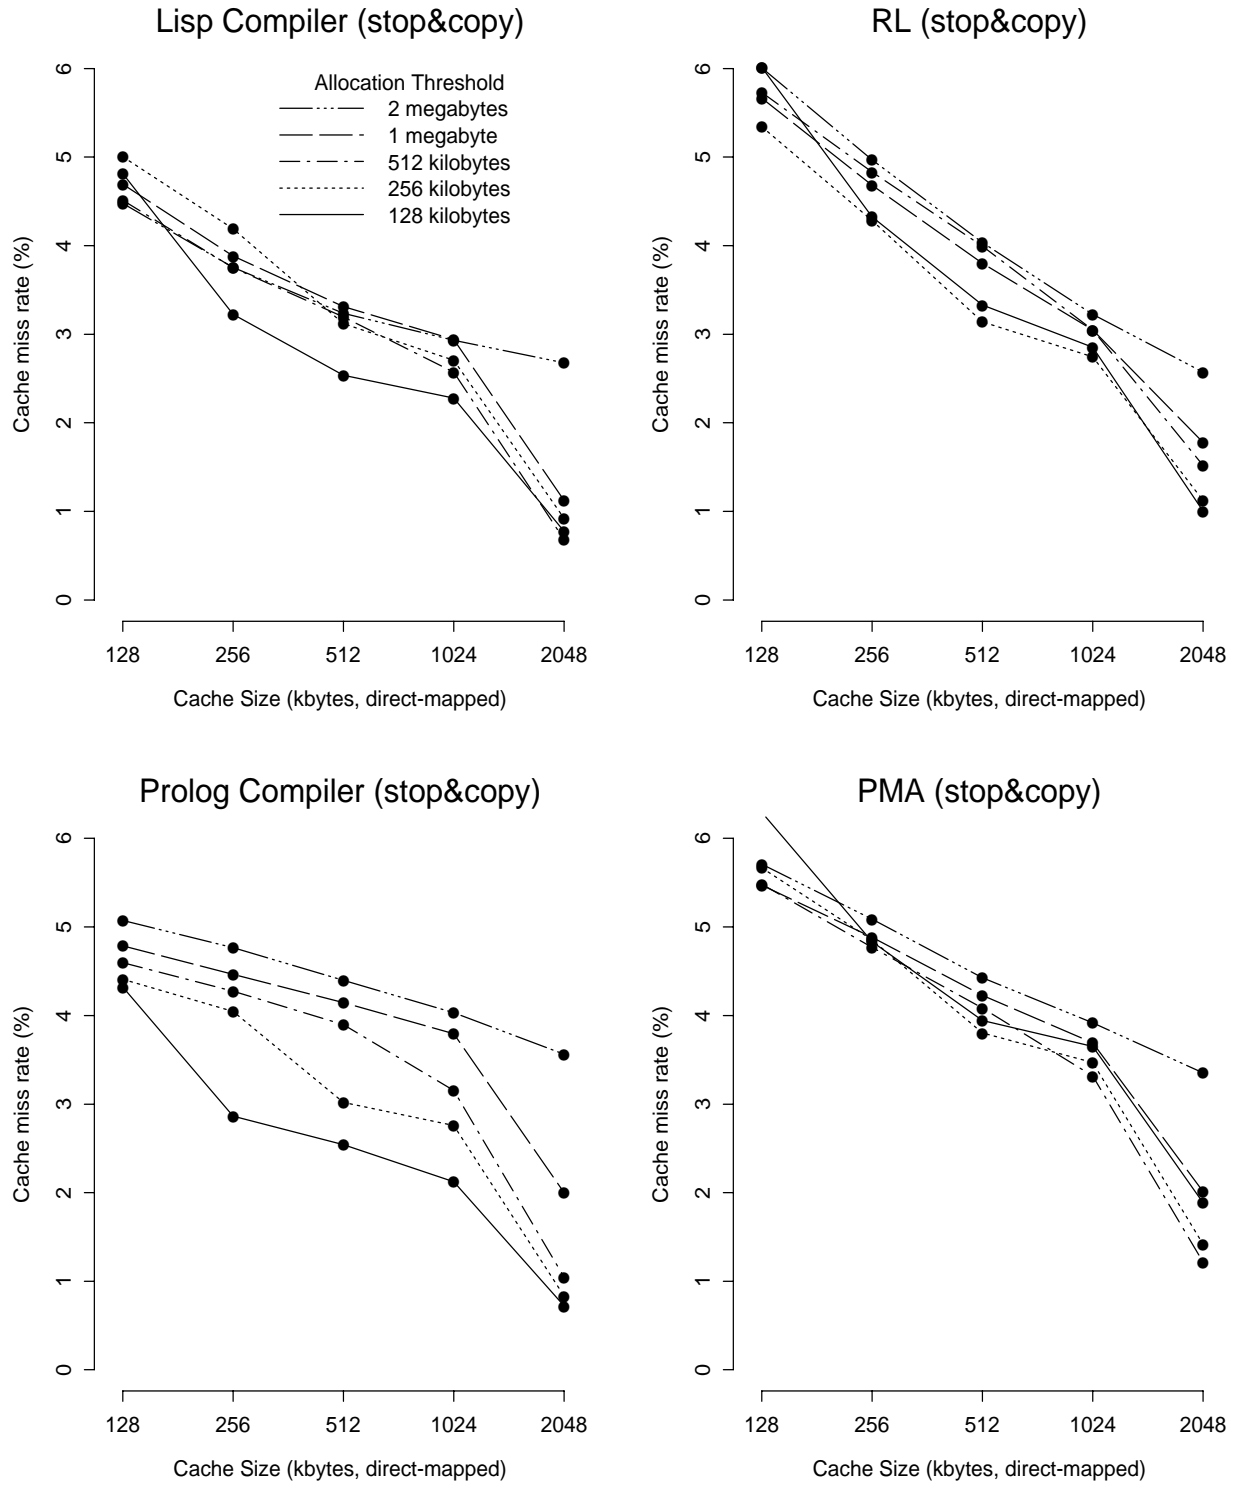 Lisp Compiler (stop&copy)
Allocation Threshold
2 megabytes
1 megabyte
512 kilobytes
256 kilobytes
128 kilobytes
Cache miss rate (%)
0 1 2 3 4 5 6
128 256 512 1024 2048
Cache Size (kbytes, direct-mapped)
RL (stop&copy)
Cache miss rate (%)
0 1 2 3 4 5 6
128 256 512 1024 2048
Cache Size (kbytes, direct-mapped)
Prolog Compiler (stop&copy)
Cache miss rate (%)
0 1 2 3 4 5 6
128 256 512 1024 2048
Cache Size (kbytes, direct-mapped)
PMA (stop&copy)
Cache miss rate (%)
0 1 2 3 4 5 6
128 256 512 1024 2048
Cache Size (kbytes, direct-mapped)